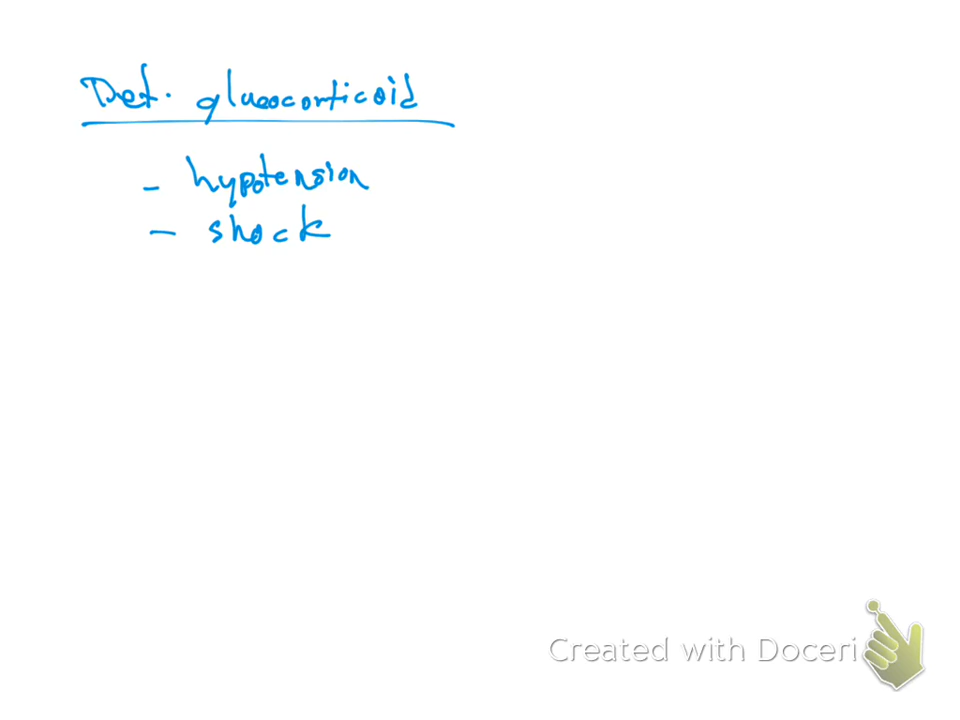 Def. glucocorticoid
- hypotension
- shock
Created with Doceri